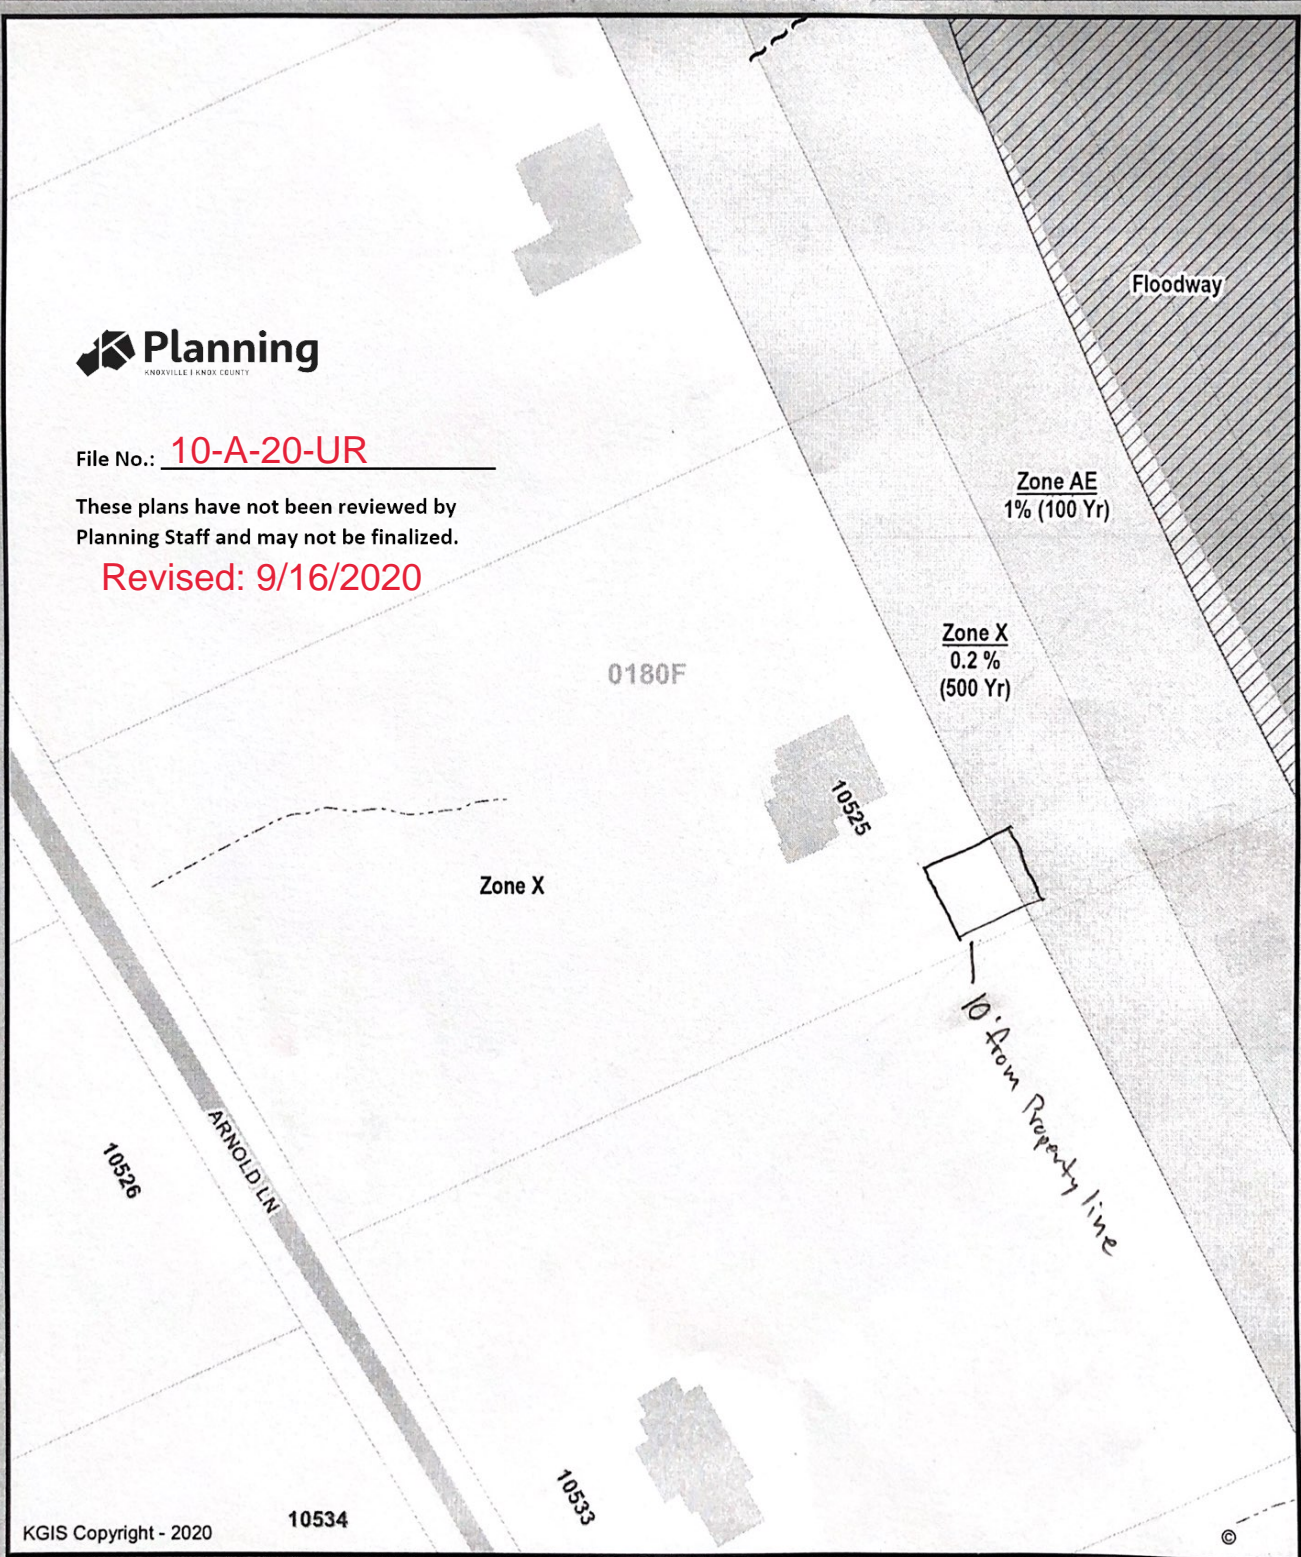 Floodway
Planning
KNOXVILLE | KNOX COUNTY
File No.: 10-A-20-UR
These plans have not been reviewed by
Planning Staff and may not be finalized.
Revised: 9/16/2020
Zone AE
1% (100 Yr)
Zone X
0.2 %
(500 Yr)
0180F
10525
Zone X
10' from Property line
ARNOLD LN
10526
10533
10534
KGIS Copyright - 2020
©